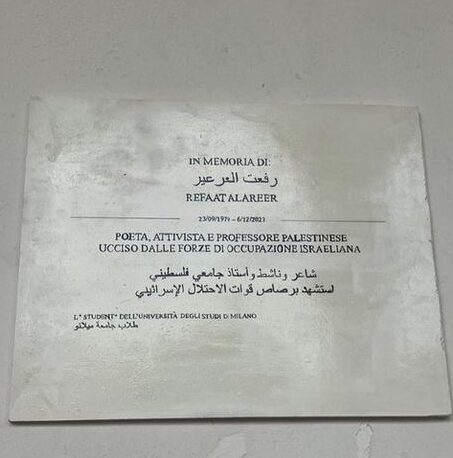 IN MEMORIA DI:
رفعت العرعير
REFAAT ALAREER
23/09/1979 – 6/12/2023
POETA, ATTIVISTA E PROFESSORE PALESTINESE
UCCISO DALLE FORZE DI OCCUPAZIONE ISRAELIANA
شاعر وناشط وأستاذ جامعي فلسطيني
استشهد برصاص قوات الاحتلال الإسرائيلي
L* STUDENT* DELL'UNIVERSITÀ DEGLI STUDI DI MILANO
طلاب جامعة ميلانو